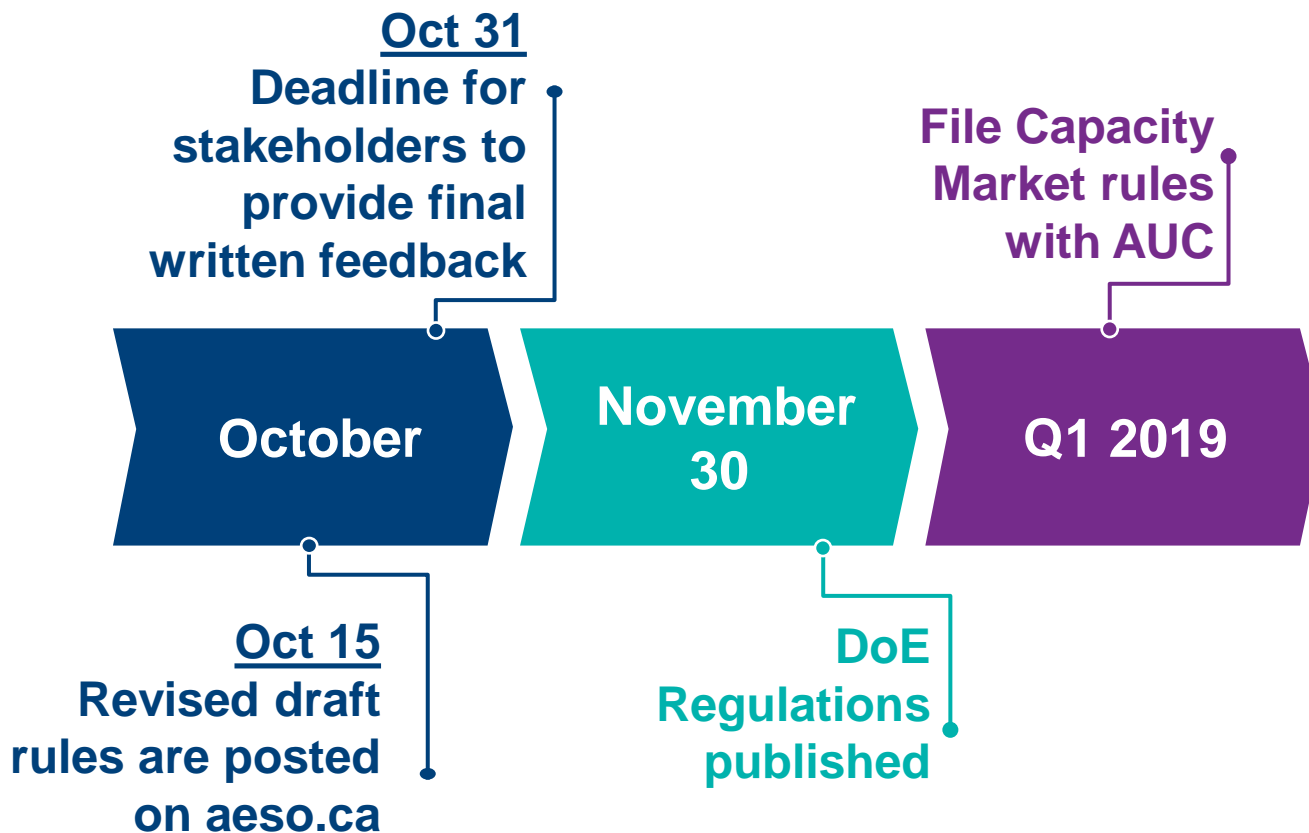 Oct 31
Deadline for
stakeholders to
provide final
written feedback
File Capacity
Market rules
with AUC
October
November
30
Q1 2019
Oct 15
Revised draft
rules are posted
on aeso.ca
DoE
Regulations
published